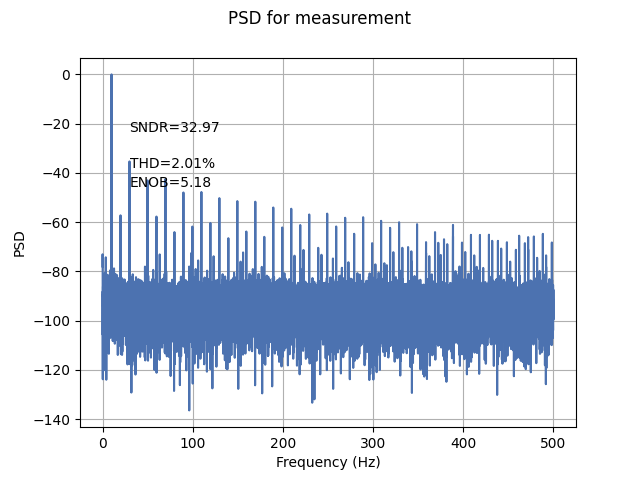 PSD for measurement
PSD
0
−20
−40
−60
−80
−100
−120
−140
SNDR=32.97
THD=2.01%
ENOB=5.18
0 100 200 300 400 500
Frequency (Hz)